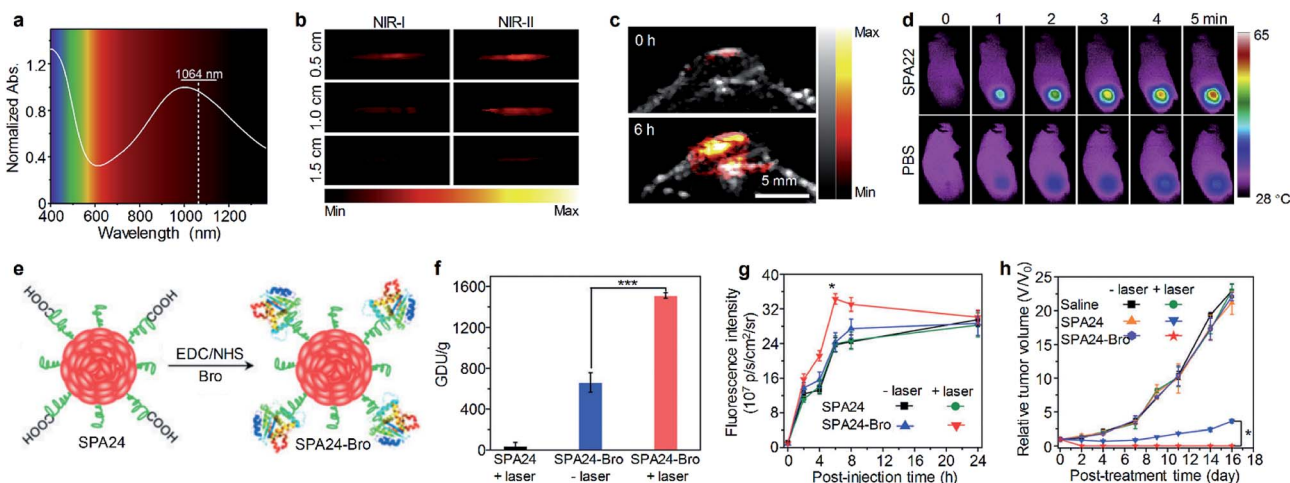 a
Normalized Abs.
1.2
0.8
0.4
0
1064 nm
400 600 800 1000 1200
Wavelength (nm)
b
NIR-I NIR-II
0.5 cm
1.0 cm
1.5 cm
Min Max
c
0 h
6 h
5 mm
Max
Min
d
0 1 2 3 4 5 min
SPA22
PBS
65
28 °C
e
HOOC COOH
HOOC COOH
SPA24
EDC/NHS
Bro
SPA24-Bro
f
GDU/g
1600
1200
800
400
0
***
SPA24 SPA24-Bro SPA24-Bro
+ laser - laser + laser
g
Fluorescence intensity
(10⁷ p/s/cm²/sr)
40
32
24
16
8
0
*
- laser + laser
SPA24
SPA24-Bro
0 4 8 12 16 20 24
Post-injection time (h)
h
Relative tumor volume (V/V₀)
25
20
15
10
5
0
- laser + laser
Saline
SPA24
SPA24-Bro
*
0 2 4 6 8 10 12 14 16 18
Post-treatment time (day)